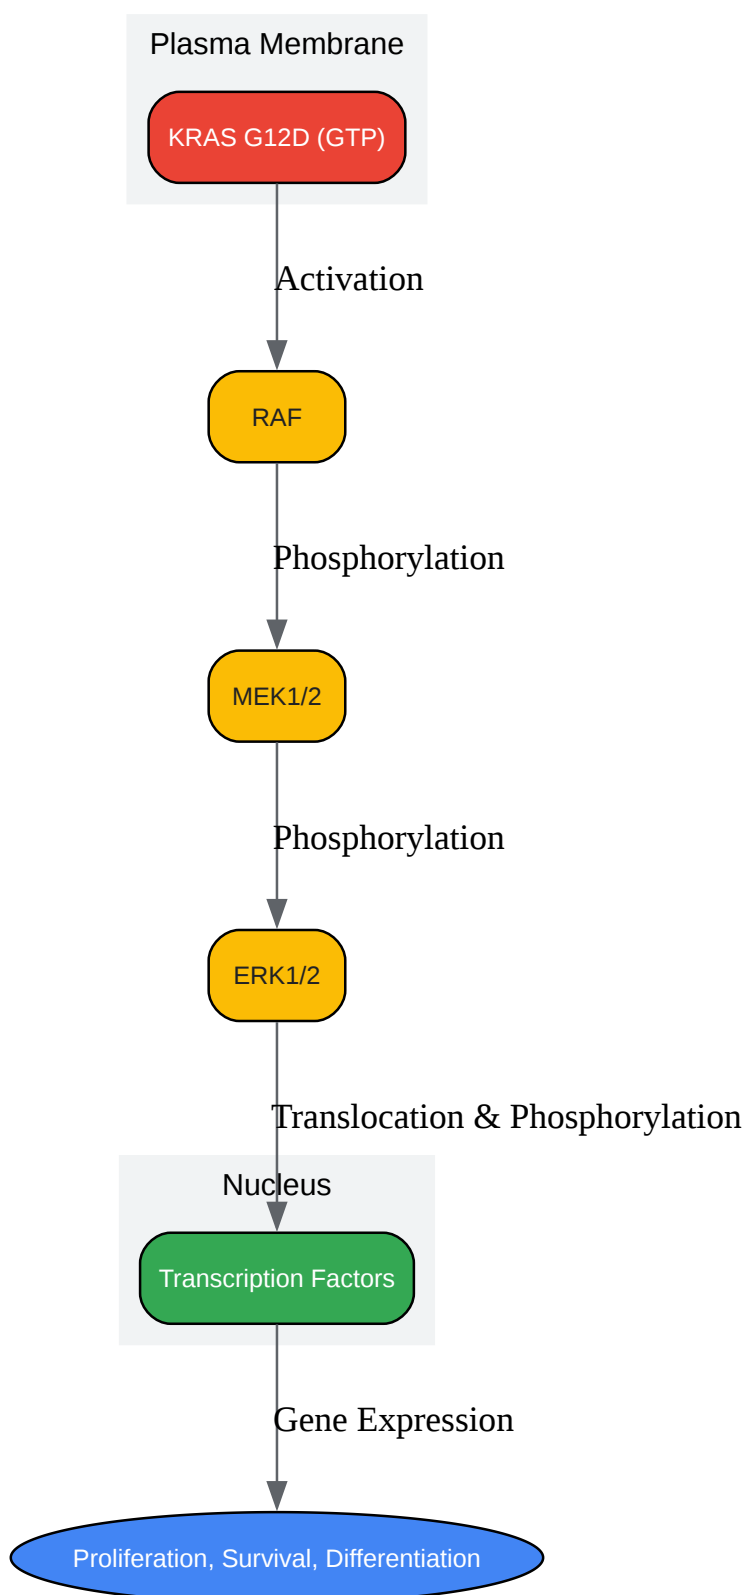 Plasma Membrane
KRAS G12D (GTP)
Activation
RAF
Phosphorylation
MEK1/2
Phosphorylation
ERK1/2
Translocation & Phosphorylation
Nucleus
Transcription Factors
Gene Expression
Proliferation, Survival, Differentiation